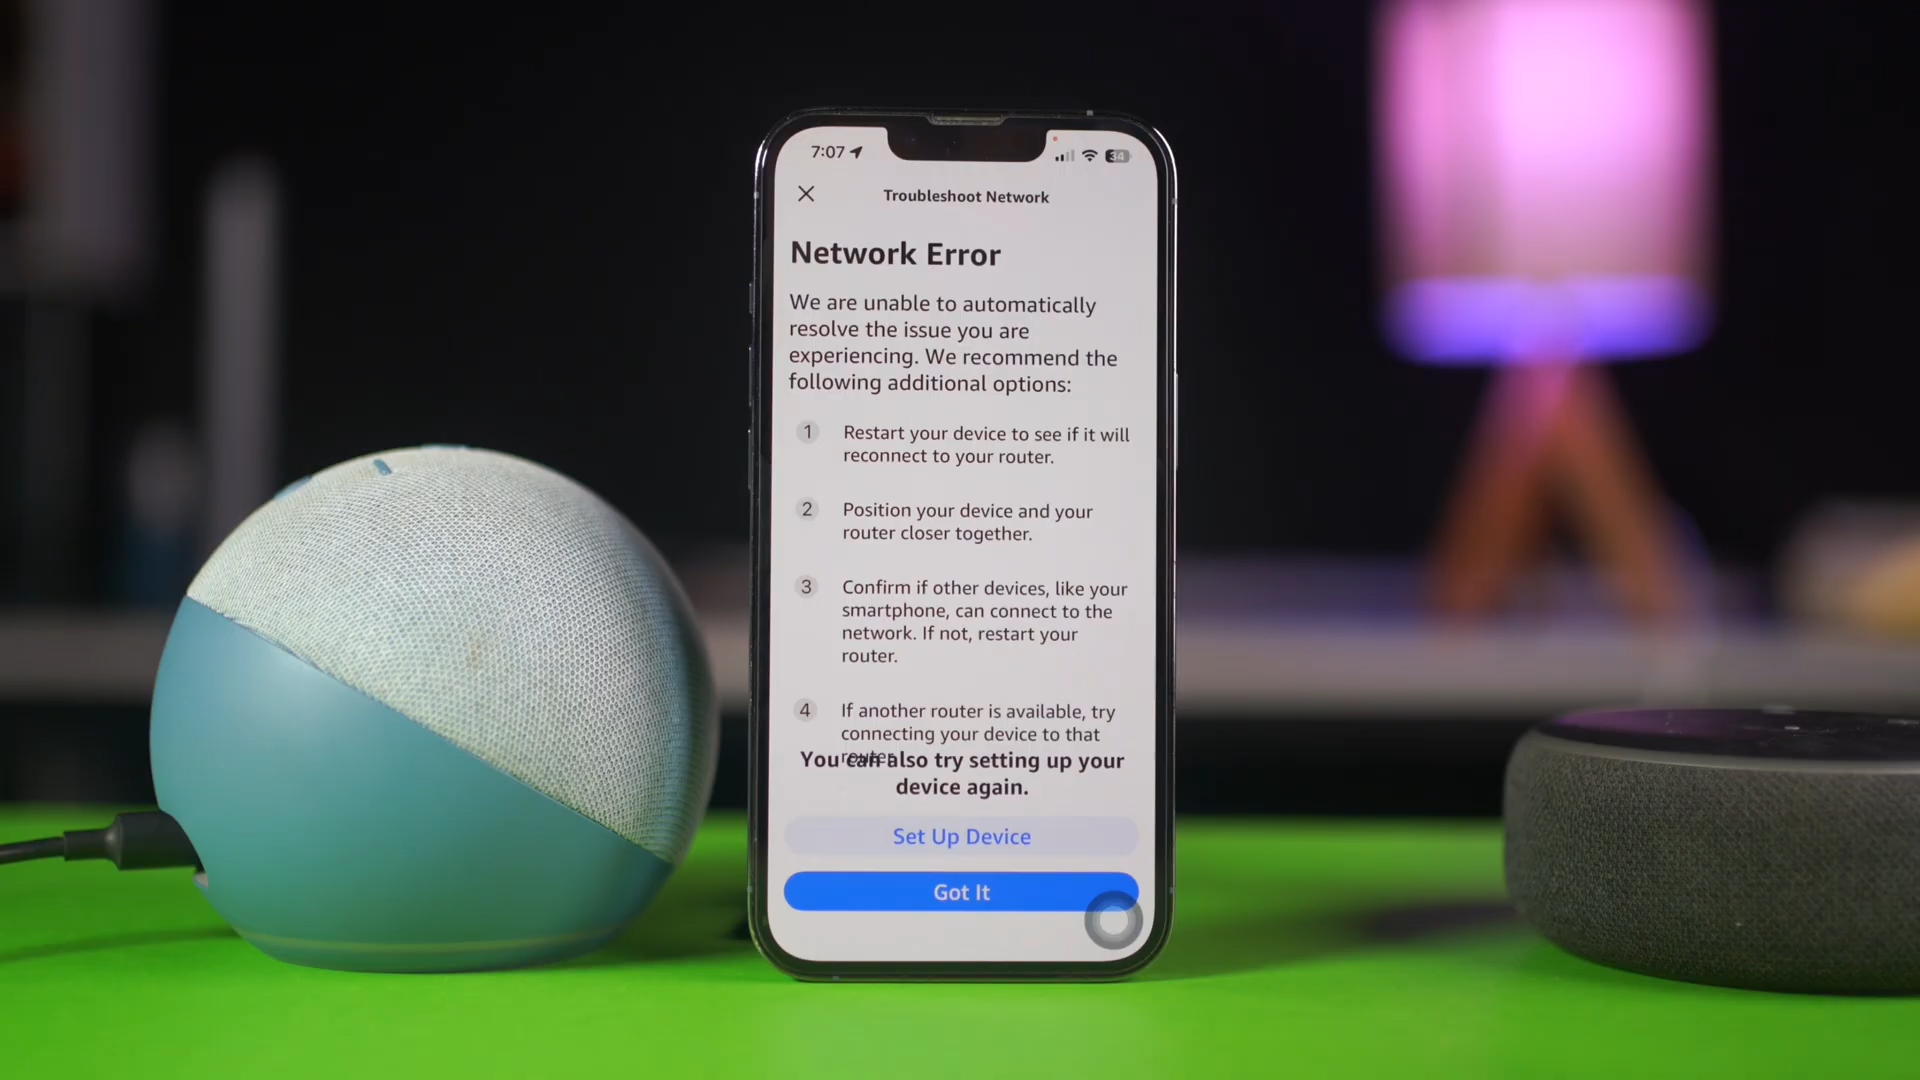 7:07
34
Troubleshoot Network
Network Error
We are unable to automatically
resolve the issue you are
experiencing. We recommend the
following additional options:
1 Restart your device to see if it will
reconnect to your router.
2 Position your device and your
router closer together.
3 Confirm if other devices, like your
smartphone, can connect to the
network. If not, restart your
router.
4 If another router is available, try
connecting your device to that
router.
You can also try setting up your
device again.
Set Up Device
Got It